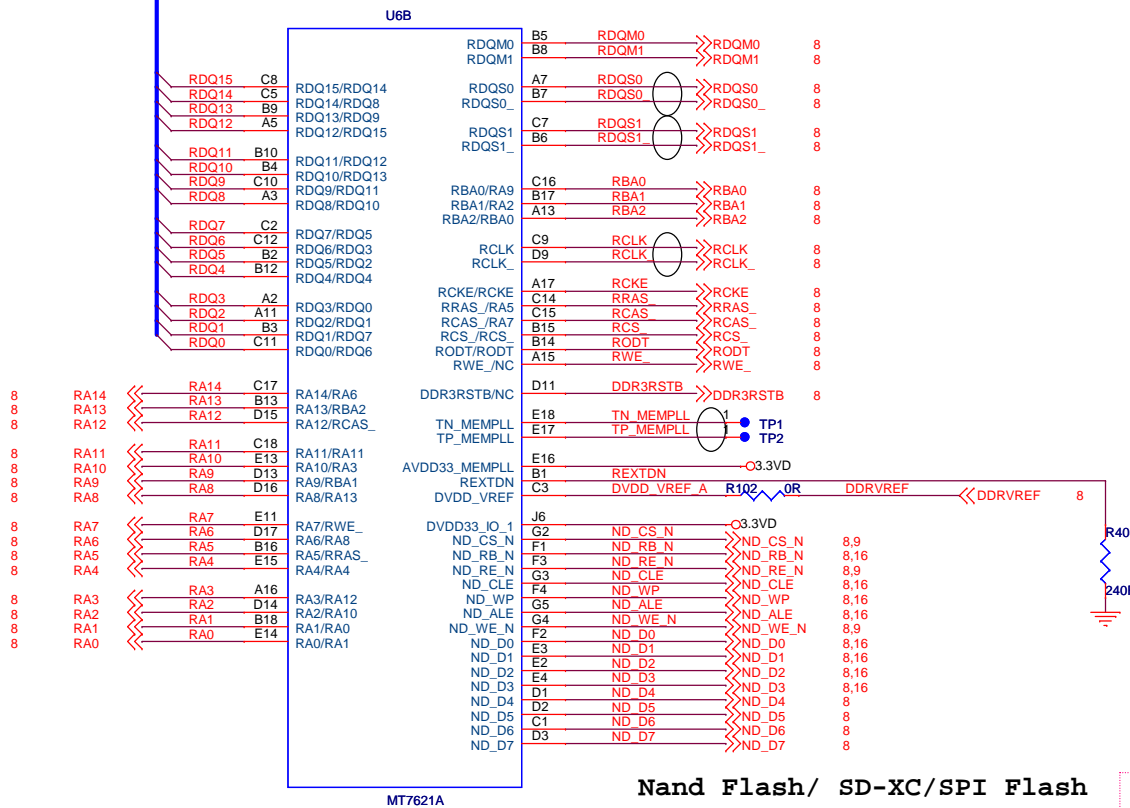 U6B
RDQ15 C8 RDQ15/RDQ14
RDQ14 C5 RDQ14/RDQ8
RDQ13 B9 RDQ13/RDQ9
RDQ12 A5 RDQ12/RDQ15
RDQ11 B10 RDQ11/RDQ12
RDQ10 B4 RDQ10/RDQ13
RDQ9 C10 RDQ9/RDQ11
RDQ8 A3 RDQ8/RDQ10
RDQ7 C2 RDQ7/RDQ5
RDQ6 C12 RDQ6/RDQ3
RDQ5 B2 RDQ5/RDQ2
RDQ4 B12 RDQ4/RDQ4
RDQ3 A2 RDQ3/RDQ0
RDQ2 A11 RDQ2/RDQ1
RDQ1 B3 RDQ1/RDQ7
RDQ0 C11 RDQ0/RDQ6
8 RA14 RA14 C17 RA14/RA6
8 RA13 RA13 B13 RA13/RBA2
8 RA12 RA12 D15 RA12/RCAS_
8 RA11 RA11 C18 RA11/RA11
8 RA10 RA10 E13 RA10/RA3
8 RA9 RA9 D13 RA9/RBA1
8 RA8 RA8 D16 RA8/RA13
8 RA7 RA7 E11 RA7/RWE_
8 RA6 RA6 D17 RA6/RA8
8 RA5 RA5 B16 RA5/RRAS_
8 RA4 RA4 E15 RA4/RA4
8 RA3 RA3 A16 RA3/RA12
8 RA2 RA2 D14 RA2/RA10
8 RA1 RA1 B18 RA1/RA0
8 RA0 RA0 E14 RA0/RA1
RDQM0 B5 RDQM0 RDQM0 8
RDQM1 B8 RDQM1 RDQM1 8
RDQS0 A7 RDQS0 RDQS0 8
RDQS0_ B7 RDQS0_ RDQS0_ 8
RDQS1 C7 RDQS1 RDQS1 8
RDQS1_ B6 RDQS1_ RDQS1_ 8
RBA0/RA9 C16 RBA0 RBA0 8
RBA1/RA2 B17 RBA1 RBA1 8
RBA2/RBA0 A13 RBA2 RBA2 8
RCLK C9 RCLK RCLK 8
RCLK_ D9 RCLK_ RCLK_ 8
RCKE/RCKE A17 RCKE RCKE 8
RRAS_/RA5 C14 RRAS_ RRAS_ 8
RCAS_/RA7 C15 RCAS_ RCAS_ 8
RCS_/RCS_ B15 RCS_ RCS_ 8
RODT/RODT B14 RODT RODT 8
RWE_/NC A15 RWE_ RWE_ 8
DDR3RSTB/NC D11 DDR3RSTB DDR3RSTB 8
TN_MEMPLL E18 TN_MEMPLL 1 TP1
TP_MEMPLL E17 TP_MEMPLL 1 TP2
AVDD33_MEMPLL E16 3.3VD
REXTDN B1 REXTDN
DVDD_VREF C3 DVDD_VREF_A R102 0R DDRVREF DDRVREF 8
R40
240
DVDD33_IO_1 J6 3.3VD
ND_CS_N G2 ND_CS_N ND_CS_N 8,9
ND_RB_N F1 ND_RB_N ND_RB_N 8,16
ND_RE_N F3 ND_RE_N ND_RE_N 8,9
ND_CLE G3 ND_CLE ND_CLE 8,16
ND_WP F4 ND_WP ND_WP 8,16
ND_ALE G5 ND_ALE ND_ALE 8,16
ND_WE_N G4 ND_WE_N ND_WE_N 8,9
ND_D0 F2 ND_D0 ND_D0 8,16
ND_D1 E3 ND_D1 ND_D1 8,16
ND_D2 E2 ND_D2 ND_D2 8,16
ND_D3 E4 ND_D3 ND_D3 8,16
ND_D4 D1 ND_D4 ND_D4 8
ND_D5 D2 ND_D5 ND_D5 8
ND_D6 C1 ND_D6 ND_D6 8
ND_D7 D3 ND_D7 ND_D7 8
Nand Flash/ SD-XC/SPI Flash
MT7621A